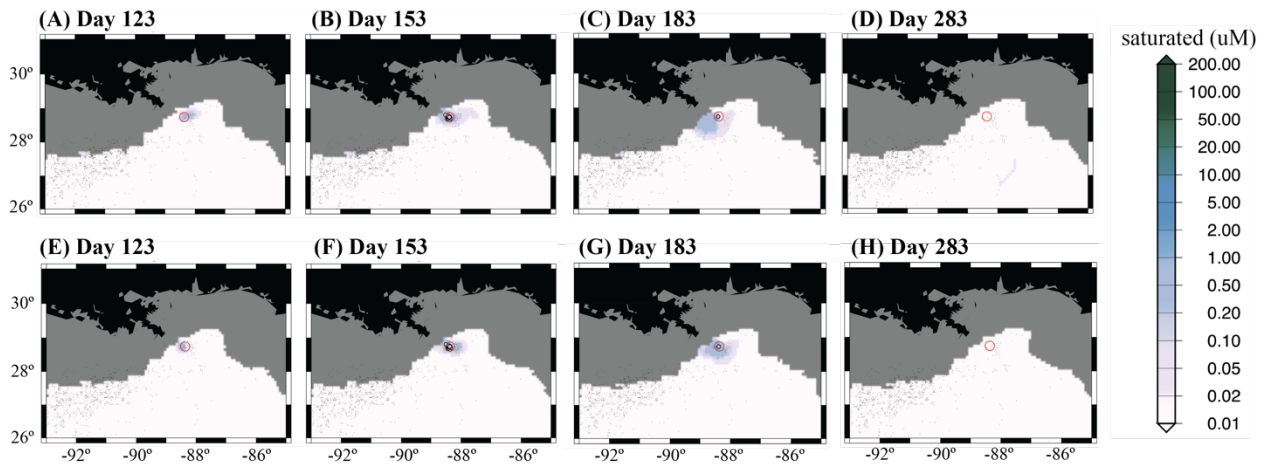 (A) Day 123
(B) Day 153
(C) Day 183
(D) Day 283
saturated (uM)
30º
28º
26º
200.00
100.00
50.00
20.00
10.00
5.00
2.00
1.00
0.50
0.20
0.10
0.05
0.02
0.01
(E) Day 123
(F) Day 153
(G) Day 183
(H) Day 283
30º
28º
26º
-92º -90º -88º -86º
-92º -90º -88º -86º
-92º -90º -88º -86º
-92º -90º -88º -86º